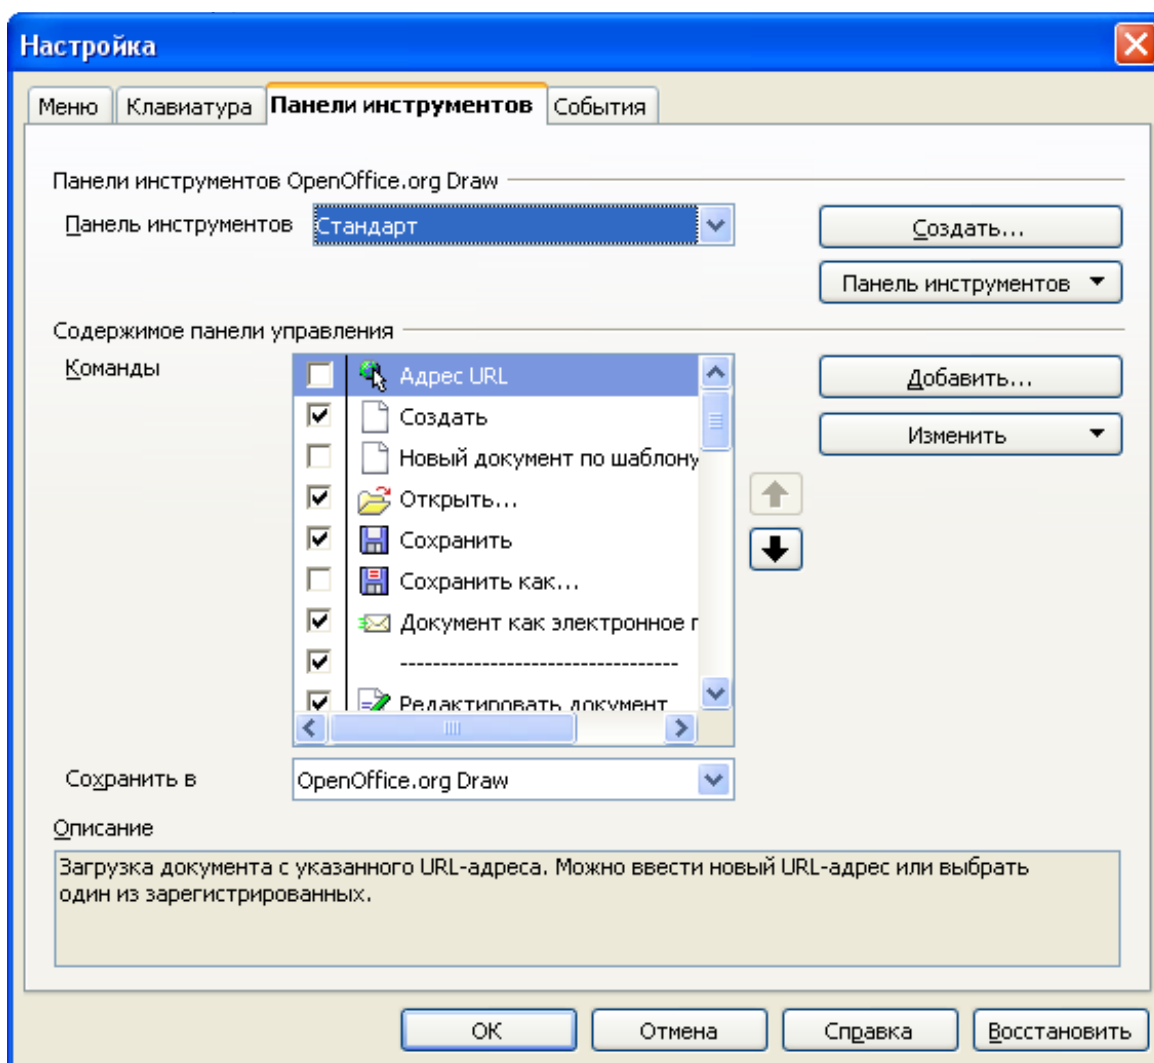 Настройка
Меню Клавиатура Панели инструментов События
Панели инструментов OpenOffice.org Draw
Панель инструментов Стандарт Создать...
Панель инструментов
Содержимое панели управления
Команды Адрес URL Добавить...
Создать
Изменить
Новый документ по шаблону
Открыть...
Сохранить
Сохранить как...
Документ как электронное п
---------------------------------
Редактировать документ
Сохранить в OpenOffice.org Draw
Описание
Загрузка документа с указанного URL-адреса. Можно ввести новый URL-адрес или выбрать
один из зарегистрированных.
ОК Отмена Справка Восстановить